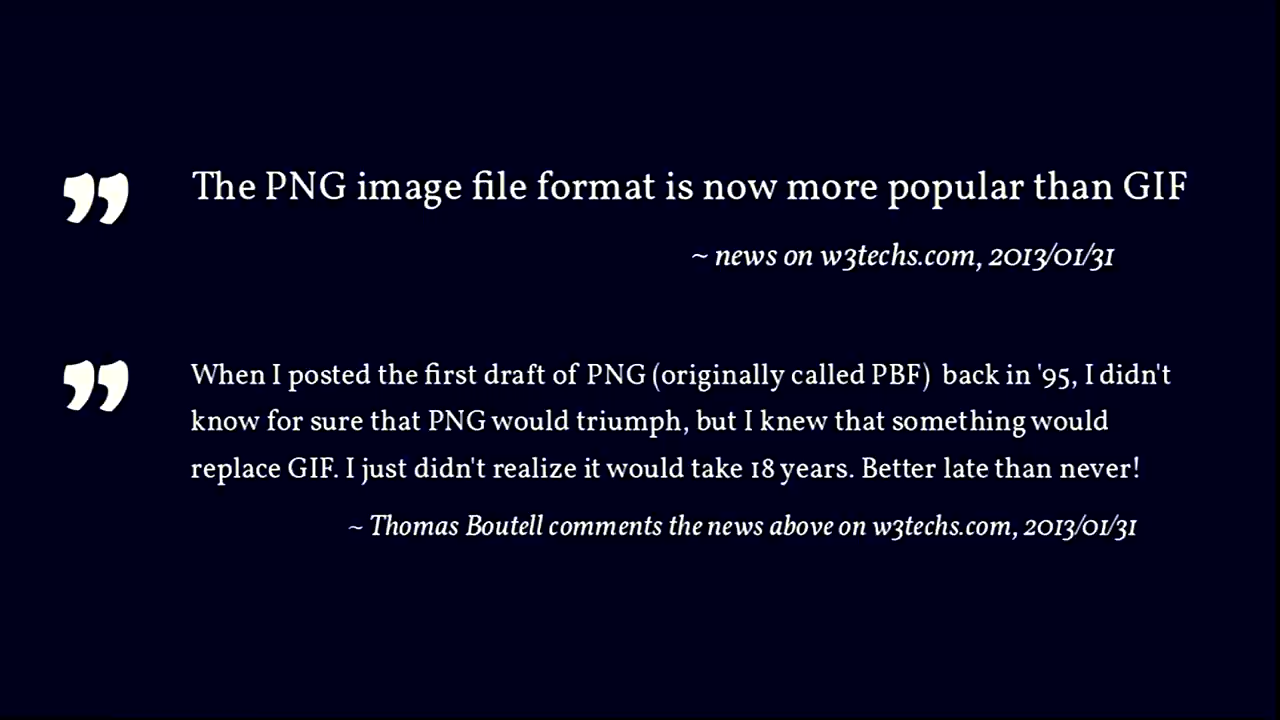 ” The PNG image file format is now more popular than GIF
~ news on w3techs.com, 2013/01/31
” When I posted the first draft of PNG (originally called PBF) back in '95, I didn't
know for sure that PNG would triumph, but I knew that something would
replace GIF. I just didn't realize it would take 18 years. Better late than never!
~ Thomas Boutell comments the news above on w3techs.com, 2013/01/31